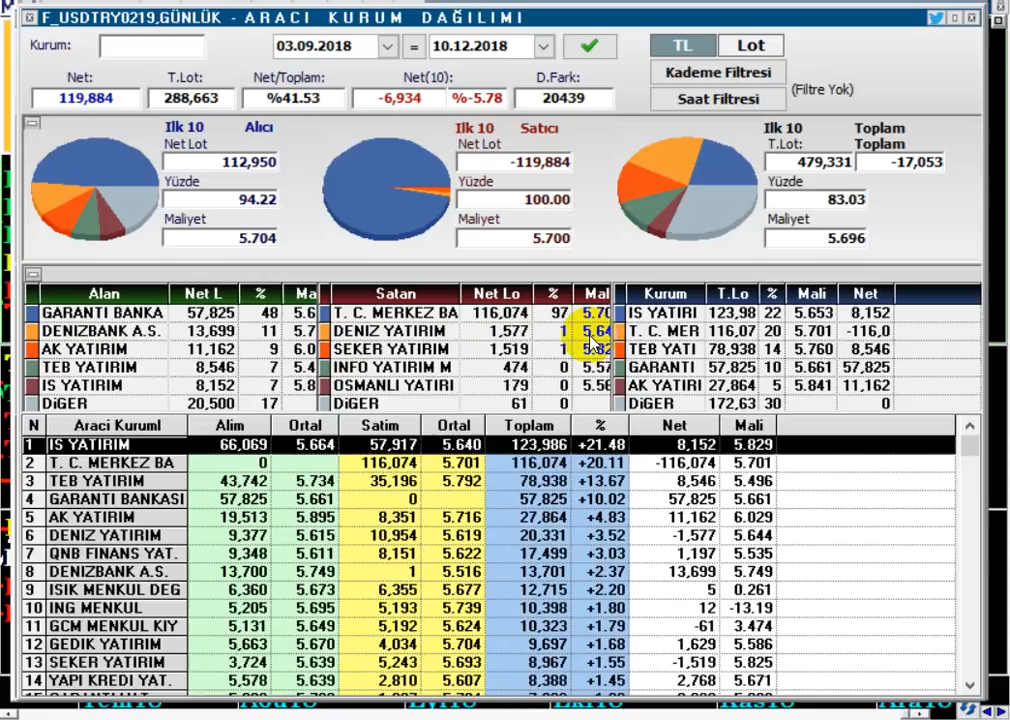 F_USDTRY0219,GÜNLÜK - ARACI KURUM DAĞILIMI
Kurum: 03.09.2018 = 10.12.2018 TL Lot
Kademe Filtresi
Net: T.Lot: Net/Toplam: Net(10): D.Fark: (Filtre Yok)
119,884 288,663 %41.53 -6,934 %-5.78 20439 Saat Filtresi
Ilk 10 Alıcı Ilk 10 Satıcı Ilk 10 Toplam
Net Lot Net Lot T.Lot: Toplam
112,950 -119,884 479,331 -17,053
Yüzde Yüzde Yüzde
94.22 100.00 83.03
Maliyet Maliyet Maliyet
5.704 5.700 5.696
Alan Net L % Ma Satan Net Lo % Mal Kurum T.Lo % Mali Net
GARANTI BANKA 57,825 48 5.6 T. C. MERKEZ BA 116,074 97 5.70 IS YATIRI 123,98 22 5.653 8,152
DENIZBANK A.S. 13,699 11 5.7 DENIZ YATIRIM 1,577 1 5.64 T. C. MER 116,07 20 5.701 -116,0
AK YATIRIM 11,162 9 6.0 SEKER YATIRIM 1,519 1 5.82 TEB YATI 78,938 14 5.760 8,546
TEB YATIRIM 8,546 7 5.4 INFO YATIRIM M 474 0 5.57 GARANTI 57,825 10 5.661 57,825
IS YATIRIM 8,152 7 5.8 OSMANLI YATIRI 179 0 5.56 AK YATIRI 27,864 5 5.841 11,162
DiGER 20,500 17 DiGER 61 0 DiGER 172,63 30 0
N Araci Kuruml Alim Ortal Satim Ortal Toplam % Net Mali
1 IS YATIRIM 66,069 5.664 57,917 5.640 123,986 +21.48 8,152 5.829
2 T. C. MERKEZ BA 0 116,074 5.701 116,074 +20.11 -116,074 5.701
3 TEB YATIRIM 43,742 5.734 35,196 5.792 78,938 +13.67 8,546 5.496
4 GARANTI BANKASI 57,825 5.661 0 57,825 +10.02 57,825 5.661
5 AK YATIRIM 19,513 5.895 8,351 5.716 27,864 +4.83 11,162 6.029
6 DENIZ YATIRIM 9,377 5.615 10,954 5.619 20,331 +3.52 -1,577 5.644
7 QNB FINANS YAT. 9,348 5.611 8,151 5.622 17,499 +3.03 1,197 5.535
8 DENIZBANK A.S. 13,700 5.749 1 5.516 13,701 +2.37 13,699 5.749
9 ISIK MENKUL DEG 6,360 5.673 6,355 5.677 12,715 +2.20 5 0.261
10 ING MENKUL 5,205 5.695 5,193 5.739 10,398 +1.80 12 -13.19
11 GCM MENKUL KIY 5,131 5.649 5,192 5.624 10,323 +1.79 -61 3.474
12 GEDIK YATIRIM 5,663 5.670 4,034 5.704 9,697 +1.68 1,629 5.586
13 SEKER YATIRIM 3,724 5.639 5,243 5.693 8,967 +1.55 -1,519 5.825
14 YAPI KREDI YAT. 5,578 5.639 2,810 5.607 8,388 +1.45 2,768 5.671